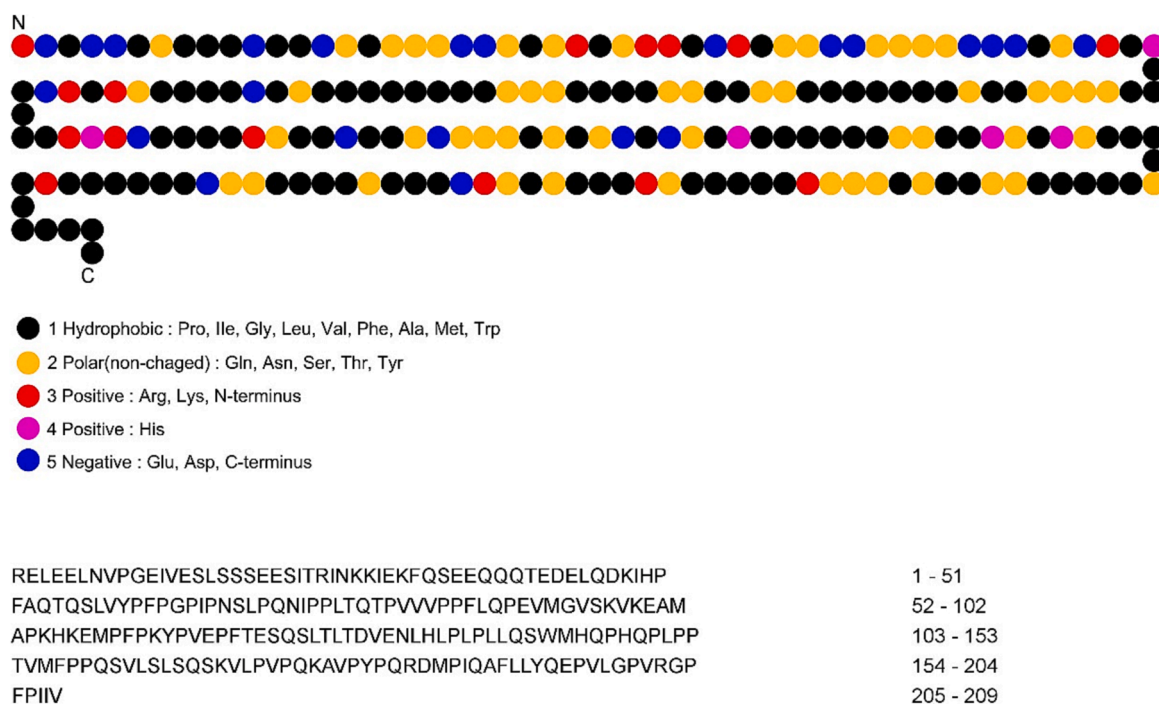 N
C
1 Hydrophobic : Pro, Ile, Gly, Leu, Val, Phe, Ala, Met, Trp
2 Polar(non-chaged) : Gln, Asn, Ser, Thr, Tyr
3 Positive : Arg, Lys, N-terminus
4 Positive : His
5 Negative : Glu, Asp, C-terminus
RELEELNVPGEIVESLSSSEESITRINKKIEKFQSEEQQQTEDELQDKIHP 1 - 51
FAQTQSLVYPFPGPIPNSLPQNIPPLTQTPVVVPPFLQPEVMGVSKVKEAM 52 - 102
APKHKEMPFPKYPVEPFTESQSLTLTDVENLHLPLPLLQSWMHQPHQPLPP 103 - 153
TVMFPPQSVLSLSQSKVLPVPQKAVPYPQRDMPIQAFLLYQEPVLGPVRGP 154 - 204
FPIIV 205 - 209